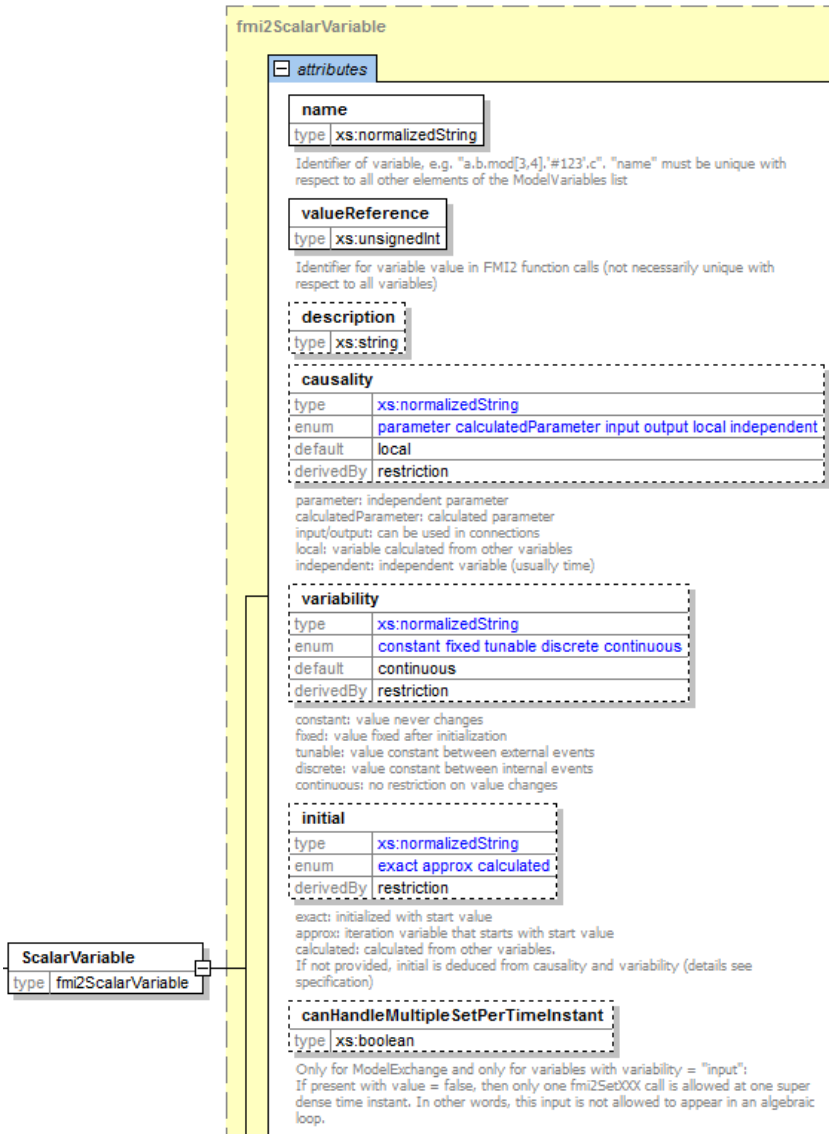 fmi2ScalarVariable
attributes
name
type xs:normalizedString
Identifier of variable, e.g. "a.b.mod[3,4].'#123'.c". "name" must be unique with
respect to all other elements of the ModelVariables list
valueReference
type xs:unsignedInt
Identifier for variable value in FMI2 function calls (not necessarily unique with
respect to all variables)
description
type xs:string
causality
type xs:normalizedString
enum parameter calculatedParameter input output local independent
default local
derivedBy restriction
parameter: independent parameter
calculatedParameter: calculated parameter
input/output: can be used in connections
local: variable calculated from other variables
independent: independent variable (usually time)
variability
type xs:normalizedString
enum constant fixed tunable discrete continuous
default continuous
derivedBy restriction
constant: value never changes
fixed: value fixed after initialization
tunable: value constant between external events
discrete: value constant between internal events
continuous: no restriction on value changes
initial
type xs:normalizedString
enum exact approx calculated
derivedBy restriction
exact: initialized with start value
approx: iteration variable that starts with start value
calculated: calculated from other variables.
If not provided, initial is deduced from causality and variability (details see
specification)
ScalarVariable
type fmi2ScalarVariable
canHandleMultipleSetPerTimeInstant
type xs:boolean
Only for ModelExchange and only for variables with variability = "input":
If present with value = false, then only one fmi2SetXXX call is allowed at one super
dense time instant. In other words, this input is not allowed to appear in an algebraic
loop.